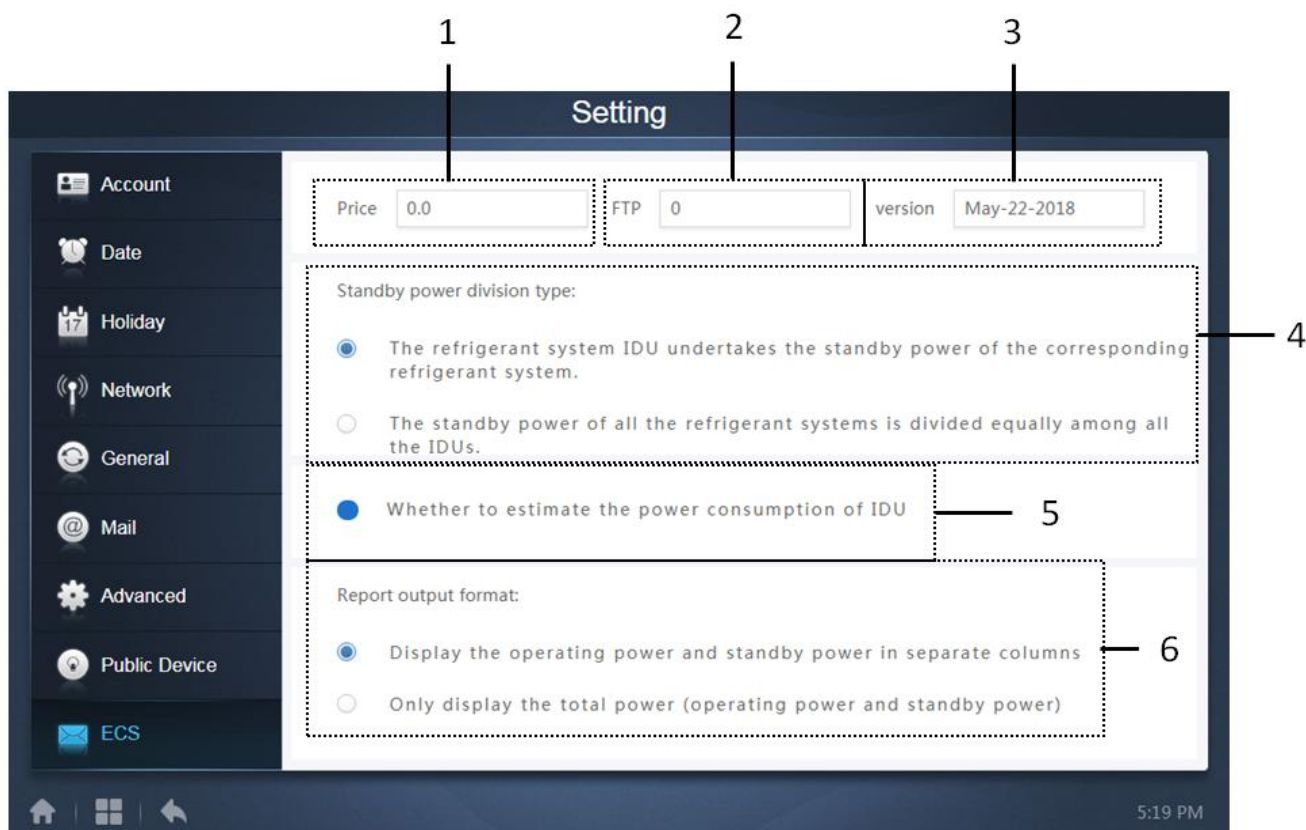 1
2
3
Setting
Account
Date
17
Holiday
Network
General
@
Mail
Advanced
Public Device
ECS
Price 0.0
FTP 0
version May-22-2018
Standby power division type:
The refrigerant system IDU undertakes the standby power of the corresponding
refrigerant system.
The standby power of all the refrigerant systems is divided equally among all
the IDUs.
4
Whether to estimate the power consumption of IDU
5
Report output format:
Display the operating power and standby power in separate columns
Only display the total power (operating power and standby power)
6
5:19 PM